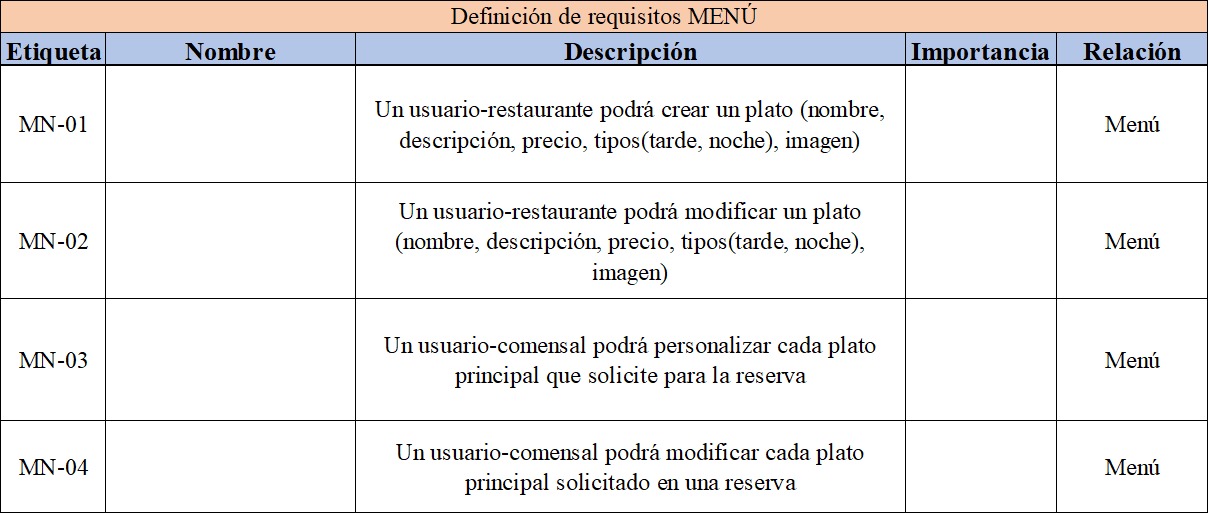 Definición de requisitos MENÚ
Etiqueta Nombre Descripción Importancia Relación
Un usuario-restaurante podrá crear un plato (nombre,
MN-01 Menú
descripción, precio, tipos(tarde, noche), imagen)
Un usuario-restaurante podrá modificar un plato
MN-02 (nombre, descripción, precio, tipos(tarde, noche), Menú
imagen)
Un usuario-comensal podrá personalizar cada plato
MN-03 Menú
principal que solicite para la reserva
Un usuario-comensal podrá modificar cada plato
MN-04 Menú
principal solicitado en una reserva